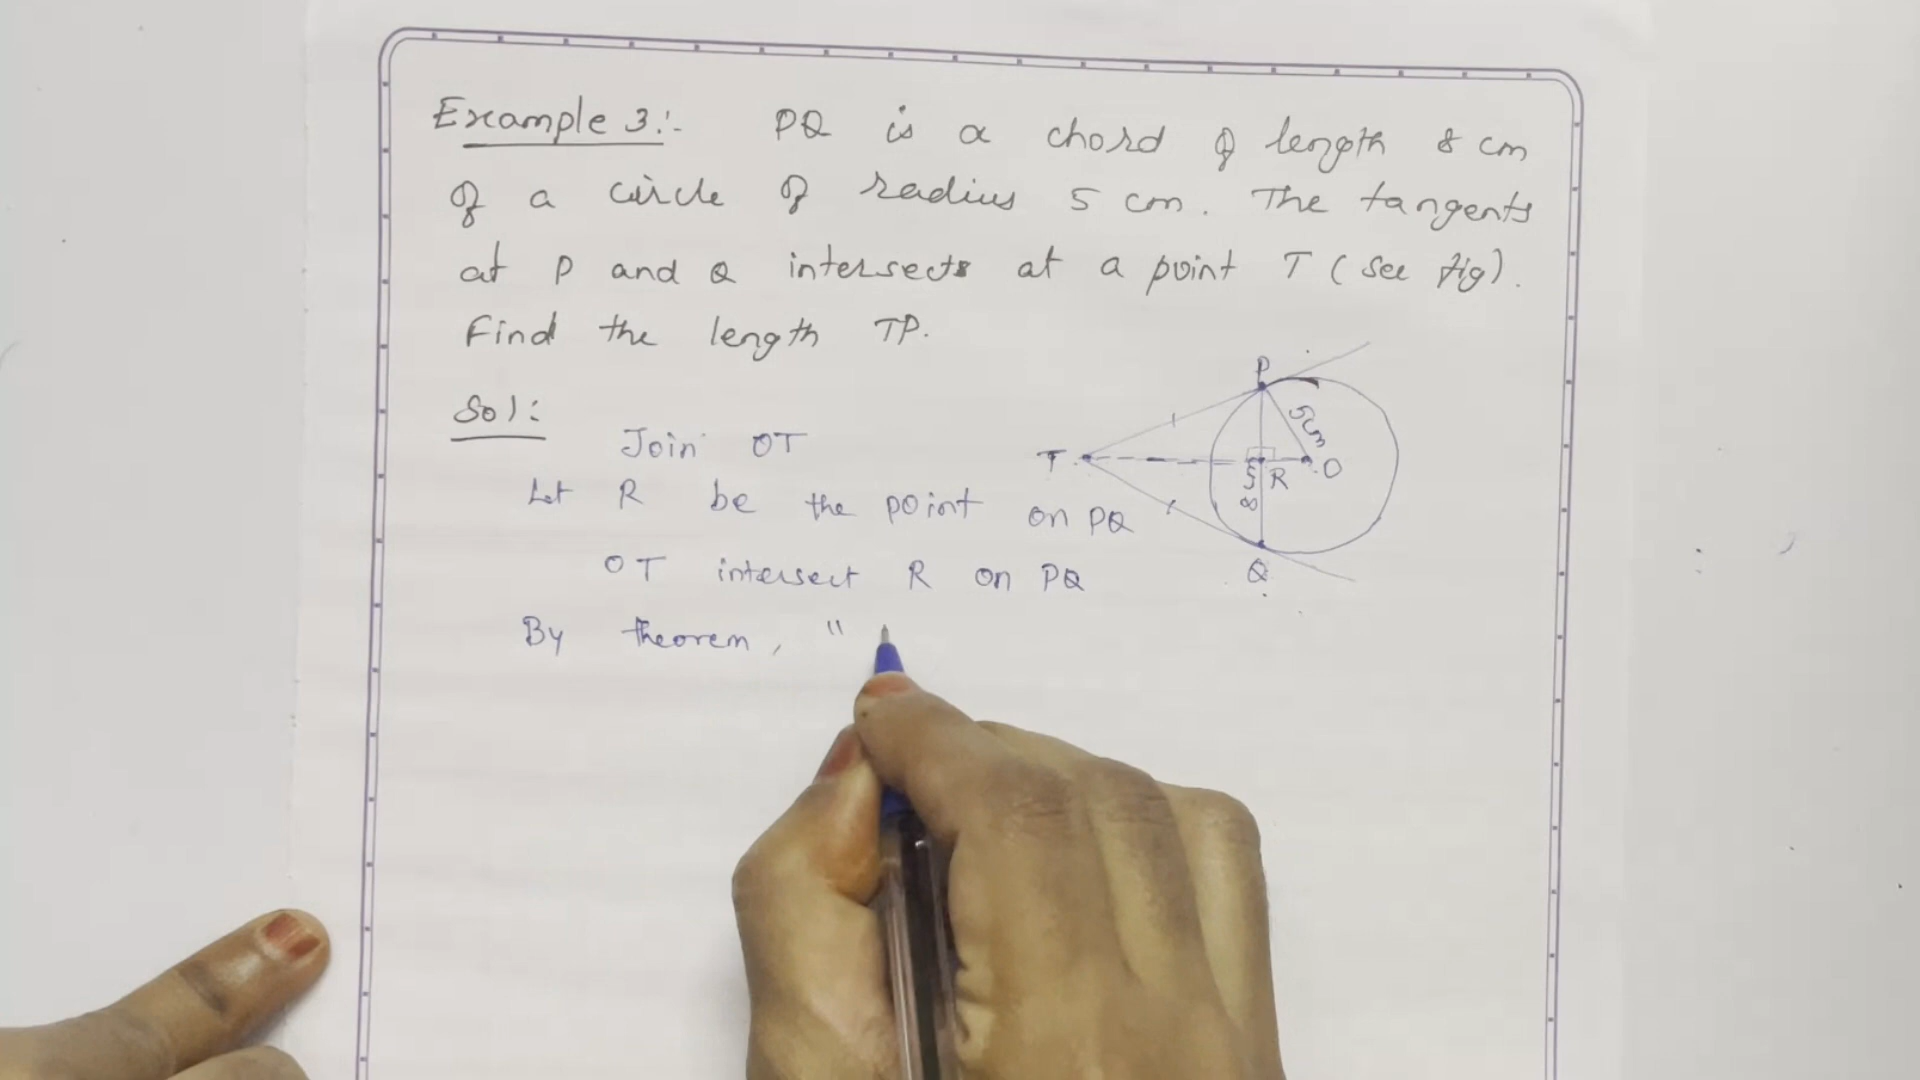 Example 3:- PQ is a chord of length 8 cm
of a circle of radius 5 cm. The tangents
at P and Q intersects at a point T (see fig).
Find the length TP.
Sol:
Join OT
Let R be the point on PQ
OT intersect R on PQ
By theorem, "
P
5cm
T
R
O
8
Q